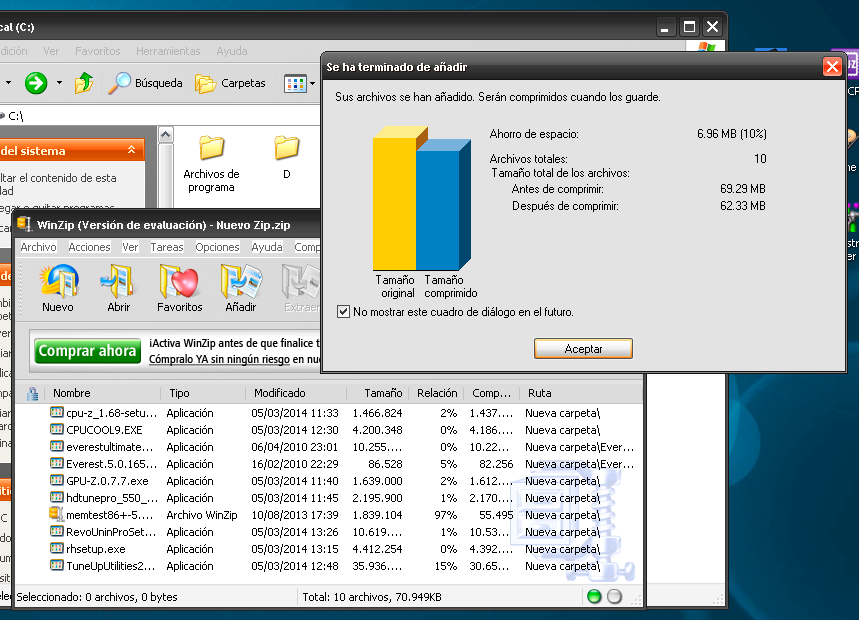 cal (C:)
dición Ver Favoritos Herramientas Ayuda
Búsqueda Carpetas
C:\
del sistema
ltar el contenido de esta
dad
egar o quitar programas
Archivos de programa
D
Se ha terminado de añadir
Sus archivos se han añadido. Serán comprimidos cuando los guarde.
Ahorro de espacio: 6.96 MB (10%)
Archivos totales: 10
Tamaño total de los archivos:
Antes de comprimir: 69.29 MB
Después de comprimir: 62.33 MB
Tamaño original
Tamaño comprimido
No mostrar este cuadro de diálogo en el futuro.
Aceptar
WinZip (Versión de evaluación) - Nuevo Zip.zip
Archivo Acciones Ver Tareas Opciones Ayuda Comp
Nuevo Abrir Favoritos Añadir Extraer
Comprar ahora
¡Activa WinZip antes de que finalice t
Cómpralo YA sin ningún riesgo en nu
Nombre Tipo Modificado Tamaño Relación Comp... Ruta
cpu-z_1.68-setu... Aplicación 05/03/2014 11:33 1.466.824 2% 1.437.... Nueva carpeta\
CPUCOOL9.EXE Aplicación 05/03/2014 12:30 4.200.348 0% 4.186.... Nueva carpeta\
everestultimate... Aplicación 06/04/2010 23:01 10.255.... 0% 10.22... Nueva carpeta\Ever...
Everest.5.0.165... Aplicación 16/02/2010 22:29 86.528 5% 82.256 Nueva carpeta\Ever...
GPU-Z.0.7.7.exe Aplicación 05/03/2014 11:40 1.639.000 2% 1.612.... Nueva carpeta\
hdtunepro_550_... Aplicación 05/03/2014 11:45 2.195.900 1% 2.170.... Nueva carpeta\
memtest86+-5.... Archivo WinZip 10/08/2013 17:39 1.839.104 97% 55.495 Nueva carpeta\
RevoUninProSet... Aplicación 05/03/2014 13:26 10.619.... 1% 10.53... Nueva carpeta\
rhsetup.exe Aplicación 05/03/2014 13:15 4.412.254 0% 4.392.... Nueva carpeta\
TuneUpUtilities2... Aplicación 05/03/2014 12:48 35.936.... 15% 30.65... Nueva carpeta\
Seleccionado: 0 archivos, 0 bytes
Total: 10 archivos, 70.949KB